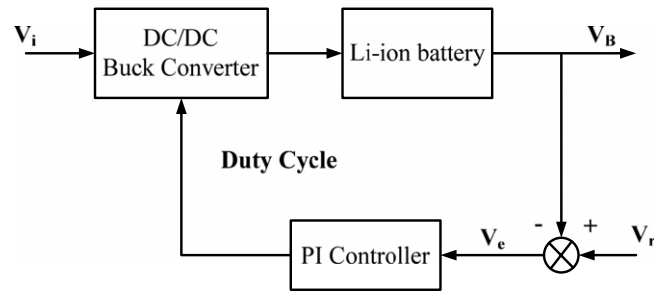 V_i
DC/DC
Buck Converter
Li-ion battery
V_B
Duty Cycle
- +
PI Controller
V_e
V_r